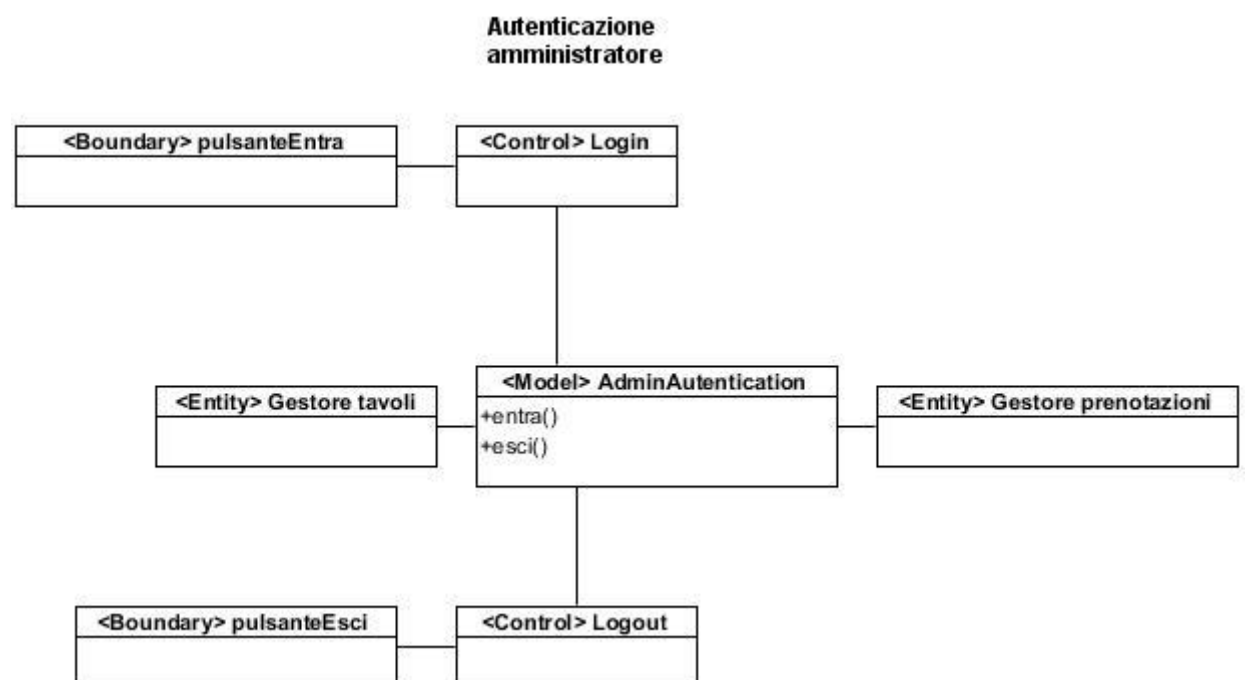 Autenticazione
amministratore
<Boundary> pulsanteEntra
<Control> Login
<Entity> Gestore tavoli
<Model> AdminAutentication
+entra()
+esci()
<Entity> Gestore prenotazioni
<Boundary> pulsanteEsci
<Control> Logout